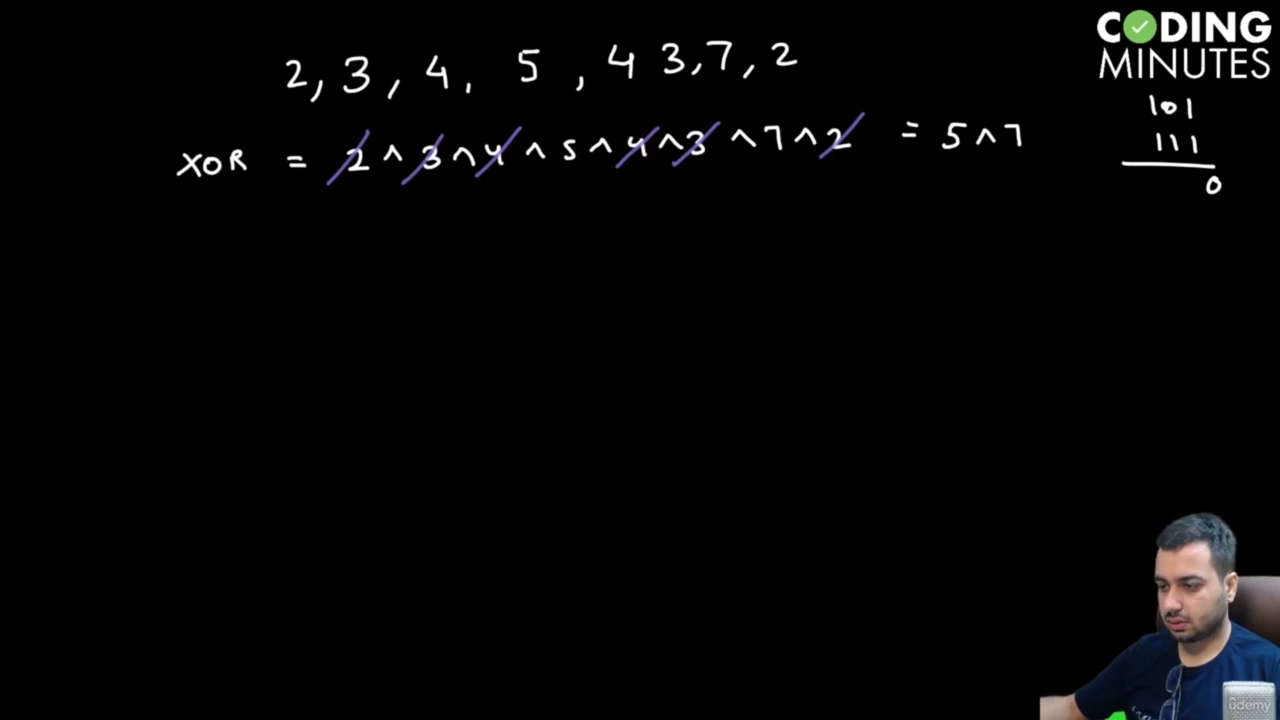 CODING
MINUTES
2, 3, 4, 5, 4 3, 7, 2
XOR = 2 ^ 3 ^ 4 ^ 5 ^ 4 ^ 3 ^ 7 ^ 2 = 5 ^ 7
101
111
0
udemy